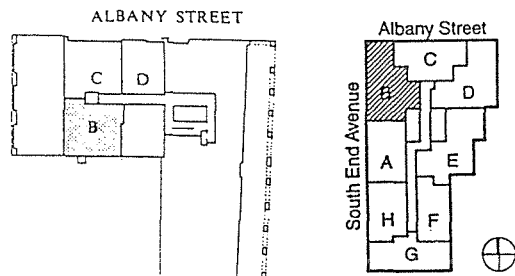 ALBANY STREET
C
D
B
Albany Street
South End Avenue
C
B
D
A
E
H
F
G